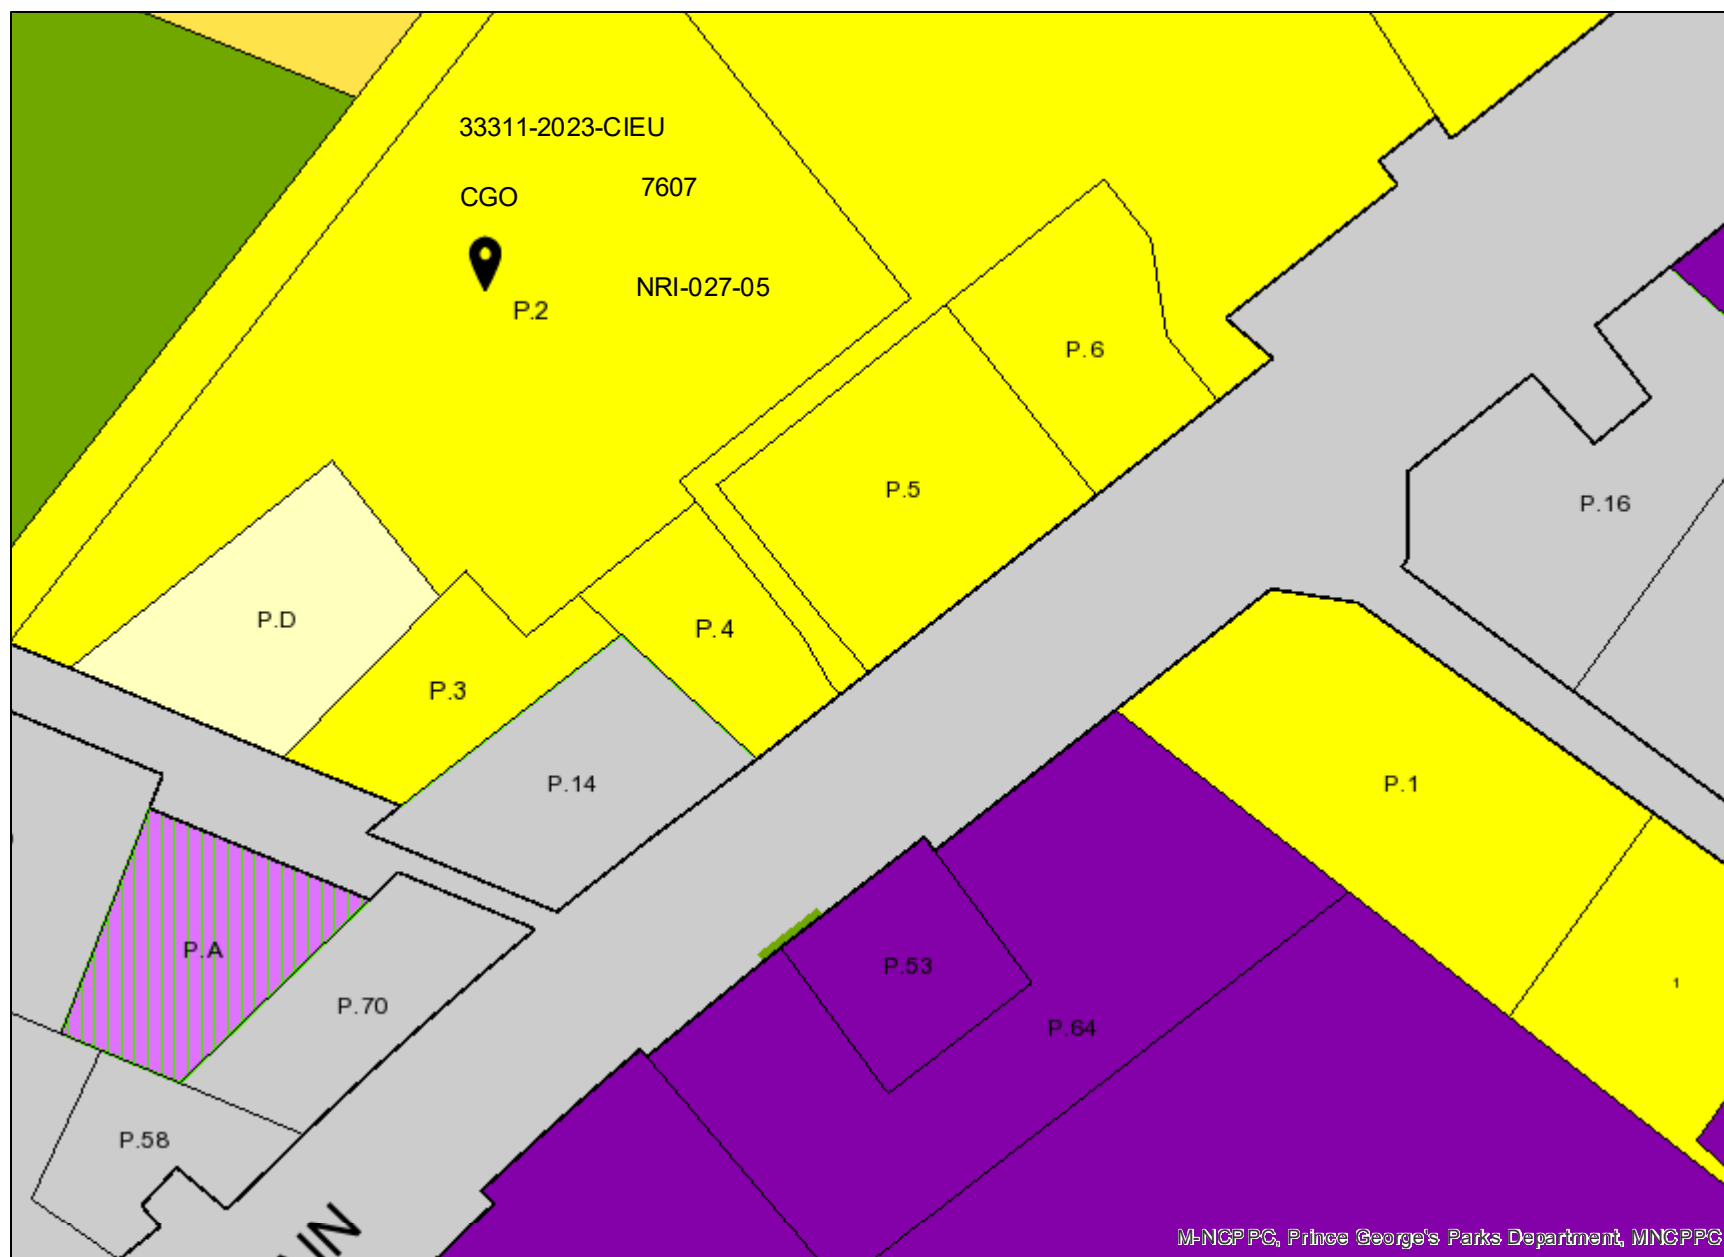 33311-2023-CIEU
CGO
7607
NRI-027-05
P.2
P.6
P.5
P.16
P.D
P.4
P.3
P.14
P.1
P.A
P.53
P.70
1
P.64
P.58
M-NCPPC, Prince George's Parks Department, MNCPPC